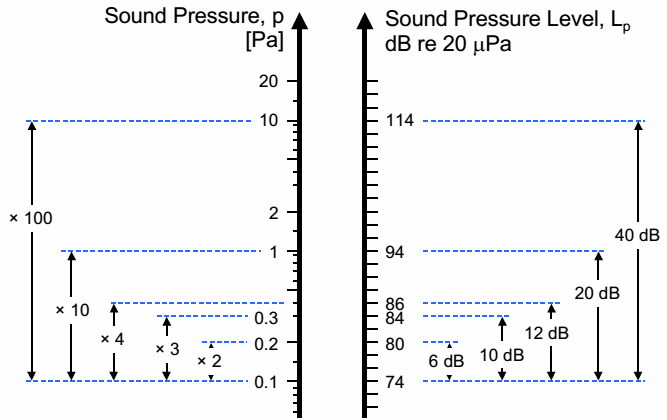 Sound Pressure, p
[Pa]
Sound Pressure Level, Lₚ
dB re 20 μPa
20
10
114
× 100
2
40 dB
1
94
20 dB
× 10
86
0.3
84
12 dB
× 4
0.2
80
10 dB
× 3
× 2
6 dB
0.1
74